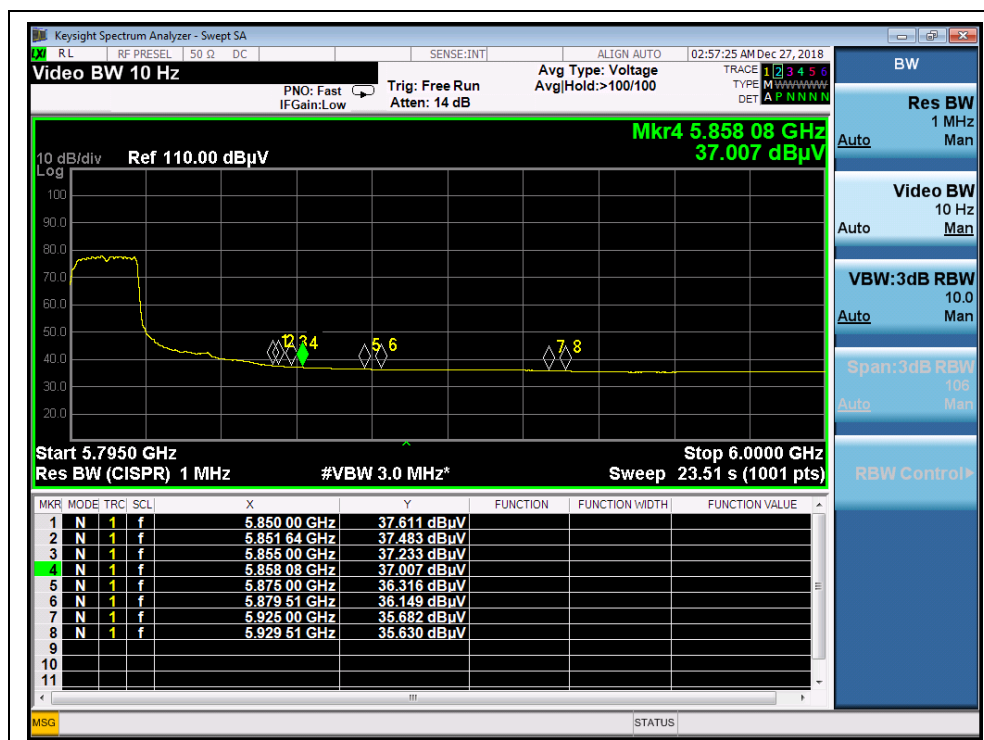 Keysight Spectrum Analyzer - Swept SA
LXI RL RF PRESEL 50 Ω DC SENSE:INT ALIGN AUTO 02:57:25 AM Dec 27, 2018
Video BW 10 Hz
PNO: Fast
IFGain:Low
Trig: Free Run
Atten: 14 dB
Avg Type: Voltage
Avg|Hold:>100/100
TRACE 1 2 3 4 5 6
TYPE M W W W W W
DET A P N N N N
Mkr4 5.858 08 GHz
37.007 dBµV
10 dB/div Ref 110.00 dBµV
Log
100
90.0
80.0
70.0
60.0
50.0
40.0
30.0
20.0
1 2 3 4 5 6 7 8
Start 5.7950 GHz Stop 6.0000 GHz
Res BW (CISPR) 1 MHz #VBW 3.0 MHz* Sweep 23.51 s (1001 pts)
MKR MODE TRC SCL X Y FUNCTION FUNCTION WIDTH FUNCTION VALUE
1 N 1 f 5.850 00 GHz 37.611 dBµV
2 N 1 f 5.851 64 GHz 37.483 dBµV
3 N 1 f 5.855 00 GHz 37.233 dBµV
4 N 1 f 5.858 08 GHz 37.007 dBµV
5 N 1 f 5.875 00 GHz 36.316 dBµV
6 N 1 f 5.879 51 GHz 36.149 dBµV
7 N 1 f 5.925 00 GHz 35.682 dBµV
8 N 1 f 5.929 51 GHz 35.630 dBµV
9
10
11
MSG STATUS
BW
Res BW
1 MHz
Auto Man
Video BW
10 Hz
Auto Man
VBW:3dB RBW
10.0
Auto Man
Span:3dB RBW
106
Auto Man
RBW Control